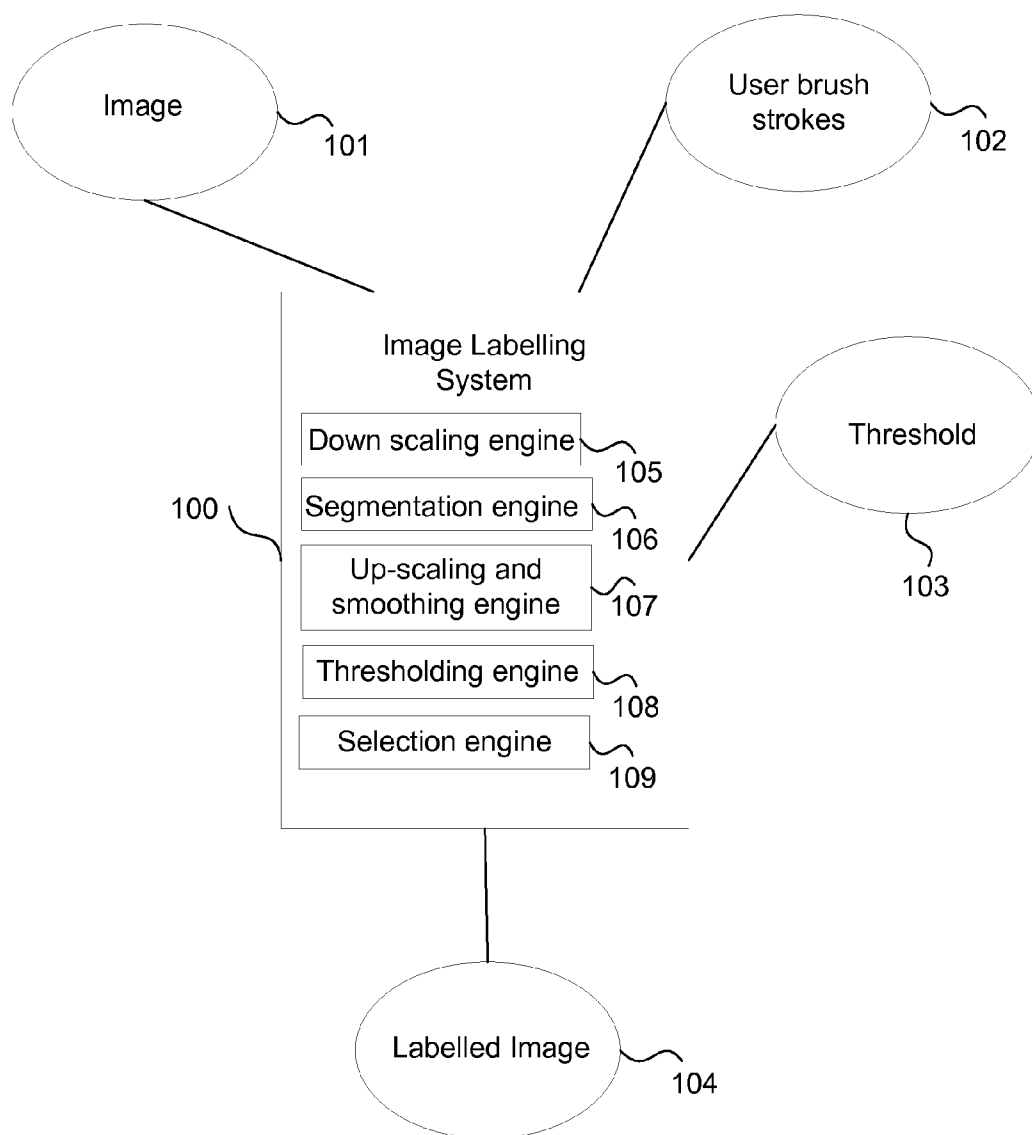 Image
101
User brush
strokes
102
Image Labelling
System
Threshold
103
Down scaling engine
105
100
Segmentation engine
106
Up-scaling and
smoothing engine
107
Thresholding engine
108
Selection engine
109
Labelled Image
104